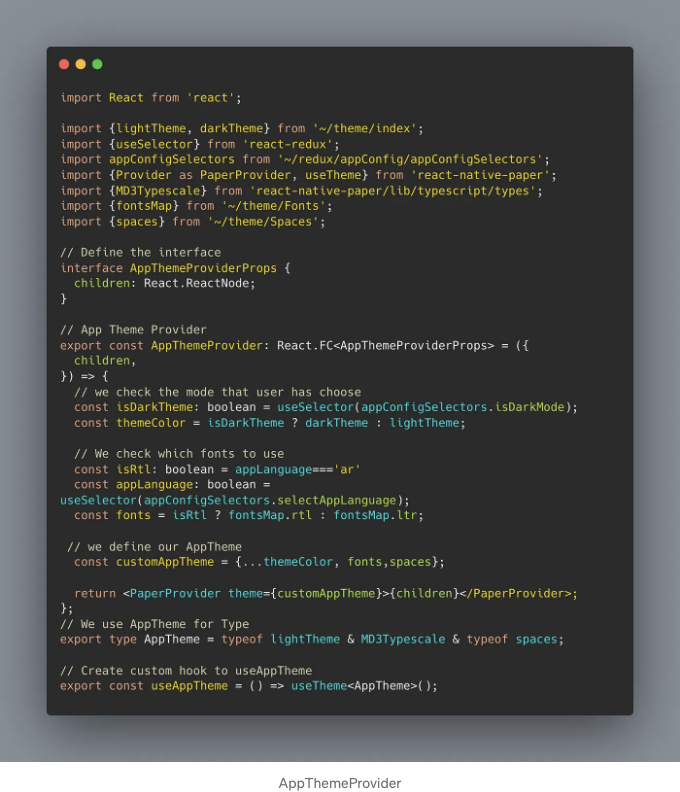 import React from 'react';
import {lightTheme, darkTheme} from '~/theme/index';
import {useSelector} from 'react-redux';
import appConfigSelectors from '~/redux/appConfig/appConfigSelectors';
import {Provider as PaperProvider, useTheme} from 'react-native-paper';
import {MD3Typescale} from 'react-native-paper/lib/typescript/types';
import {fontsMap} from '~/theme/Fonts';
import {spaces} from '~/theme/Spaces';
// Define the interface
interface AppThemeProviderProps {
  children: React.ReactNode;
}
// App Theme Provider
export const AppThemeProvider: React.FC<AppThemeProviderProps> = ({
  children,
}) => {
  // we check the mode that user has choose
  const isDarkTheme: boolean = useSelector(appConfigSelectors.isDarkMode);
  const themeColor = isDarkTheme ? darkTheme : lightTheme;
  // We check which fonts to use
  const isRtl: boolean = appLanguage==='ar'
  const appLanguage: boolean =
useSelector(appConfigSelectors.selectAppLanguage);
  const fonts = isRtl ? fontsMap.rtl : fontsMap.ltr;
 // we define our AppTheme
  const customAppTheme = {...themeColor, fonts,spaces};
  return <PaperProvider theme={customAppTheme}>{children}</PaperProvider>;
};
// We use AppTheme for Type
export type AppTheme = typeof lightTheme & MD3Typescale & typeof spaces;
// Create custom hook to useAppTheme
export const useAppTheme = () => useTheme<AppTheme>();
AppThemeProvider